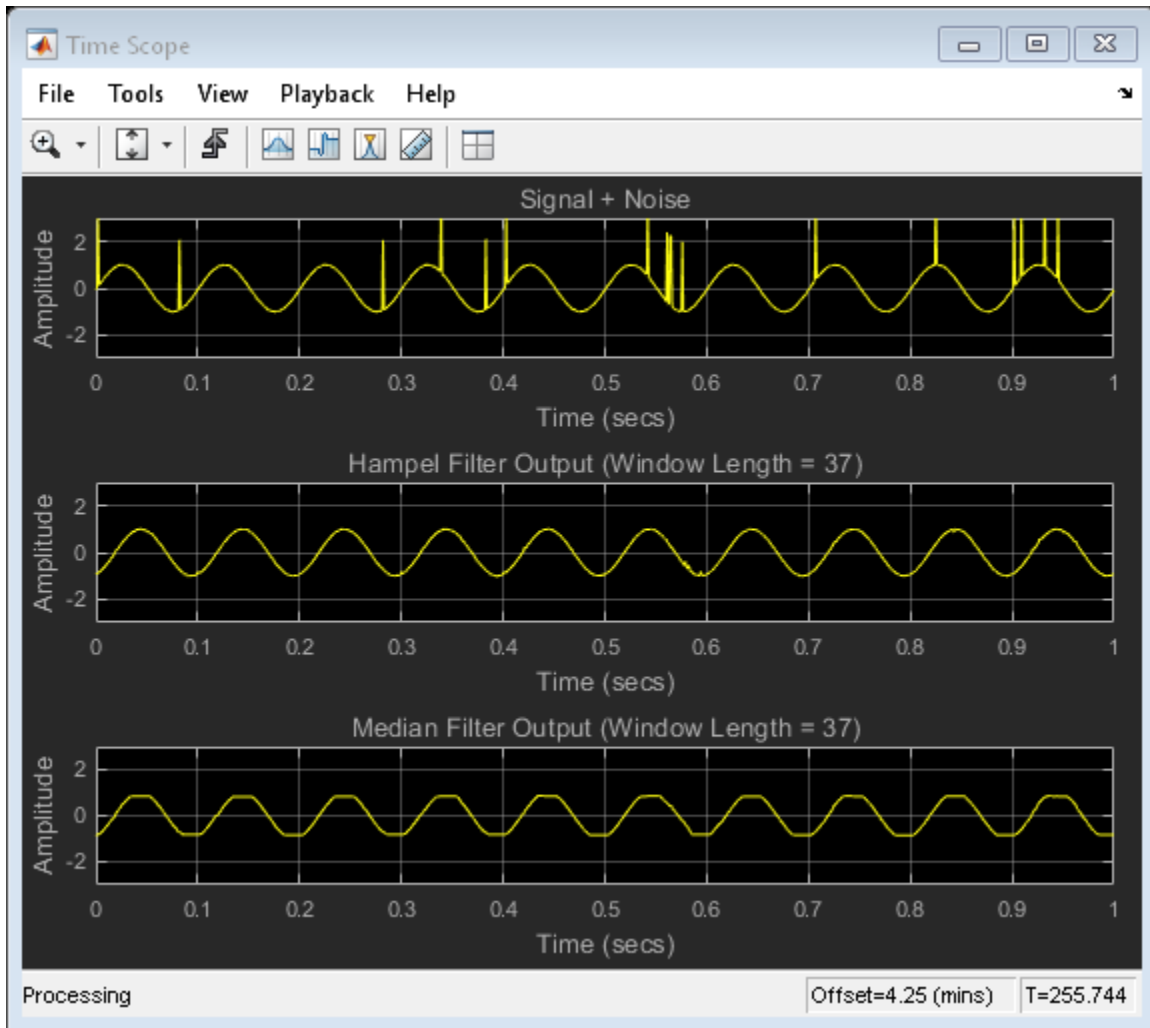 Time Scope
File Tools View Playback Help
Signal + Noise
Amplitude
2
0
-2
0 0.1 0.2 0.3 0.4 0.5 0.6 0.7 0.8 0.9 1
Time (secs)
Hampel Filter Output (Window Length = 37)
Amplitude
2
0
-2
0 0.1 0.2 0.3 0.4 0.5 0.6 0.7 0.8 0.9 1
Time (secs)
Median Filter Output (Window Length = 37)
Amplitude
2
0
-2
0 0.1 0.2 0.3 0.4 0.5 0.6 0.7 0.8 0.9 1
Time (secs)
Processing Offset=4.25 (mins) T=255.744